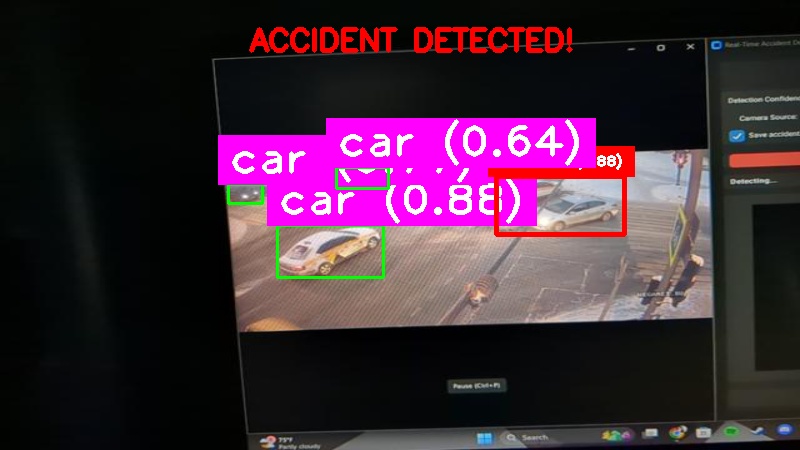 ACCIDENT DETECTED!
Real-Time Accident De
Detection Confidenc
Camera Source:
Save acciden
Detecting...
car (0.64)
car
88)
car (0.88)
Pause (Ctrl+P)
75°F
Partly cloudy
Search